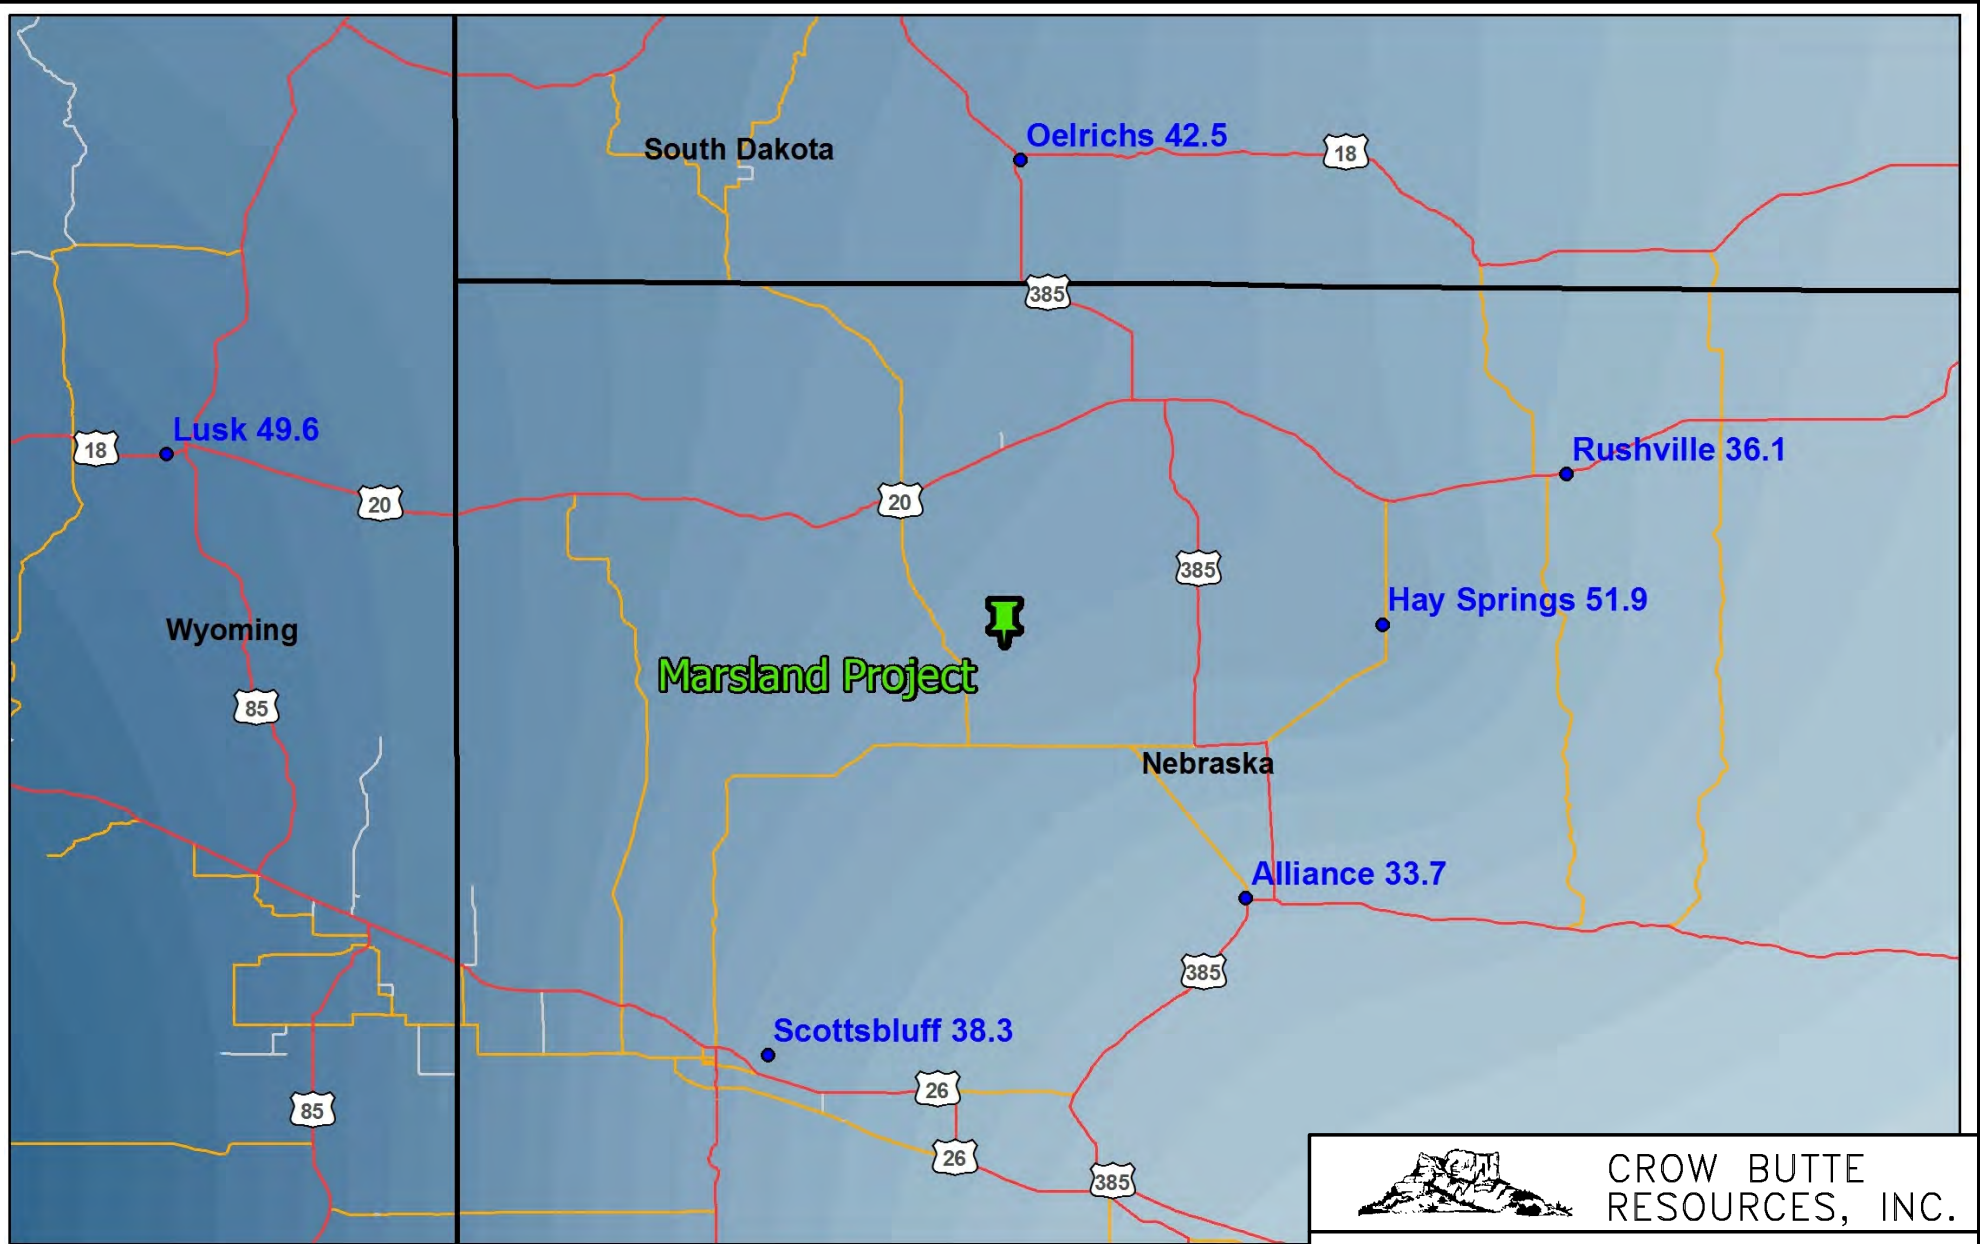 Oelrichs 42.5
South Dakota
18
385
Lusk 49.6
18
Rushville 36.1
20
20
385
Hay Springs 51.9
Wyoming
Marsland Project
85
Nebraska
Alliance 33.7
385
Scottsbluff 38.3
26
85
26
385
CROW BUTTE
RESOURCES, INC.